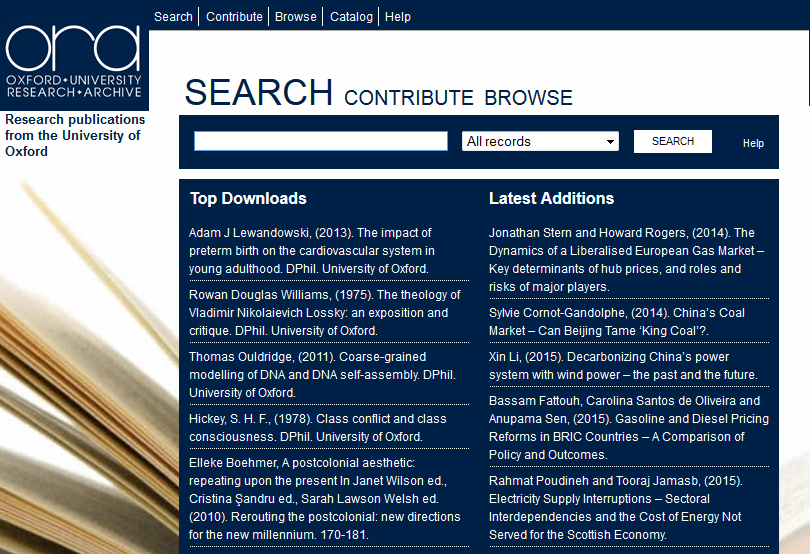 Search
Contribute
Browse
Catalog
Help
ora
OXFORD•UNIVERSITY
RESEARCH•ARCHIVE
Research publications
from the University of
Oxford
SEARCH CONTRIBUTE BROWSE
All records
SEARCH
Help
Top Downloads
Adam J Lewandowski, (2013). The impact of
preterm birth on the cardiovascular system in
young adulthood. DPhil. University of Oxford.
Rowan Douglas Williams, (1975). The theology of
Vladimir Nikolaievich Lossky: an exposition and
critique. DPhil. University of Oxford.
Thomas Ouldridge, (2011). Coarse-grained
modelling of DNA and DNA self-assembly. DPhil.
University of Oxford.
Hickey, S. H. F., (1978). Class conflict and class
consciousness. DPhil. University of Oxford.
Elleke Boehmer, A postcolonial aesthetic:
repeating upon the present In Janet Wilson ed.,
Cristina Şandru ed., Sarah Lawson Welsh ed.
(2010). Rerouting the postcolonial: new directions
for the new millennium. 170-181.
Latest Additions
Jonathan Stern and Howard Rogers, (2014). The
Dynamics of a Liberalised European Gas Market –
Key determinants of hub prices, and roles and
risks of major players.
Sylvie Cornot-Gandolphe, (2014). China's Coal
Market – Can Beijing Tame 'King Coal'?.
Xin Li, (2015). Decarbonizing China's power
system with wind power – the past and the future.
Bassam Fattouh, Carolina Santos de Oliveira and
Anupama Sen, (2015). Gasoline and Diesel Pricing
Reforms in BRIC Countries – A Comparison of
Policy and Outcomes.
Rahmat Poudineh and Tooraj Jamasb, (2015).
Electricity Supply Interruptions – Sectoral
Interdependencies and the Cost of Energy Not
Served for the Scottish Economy.